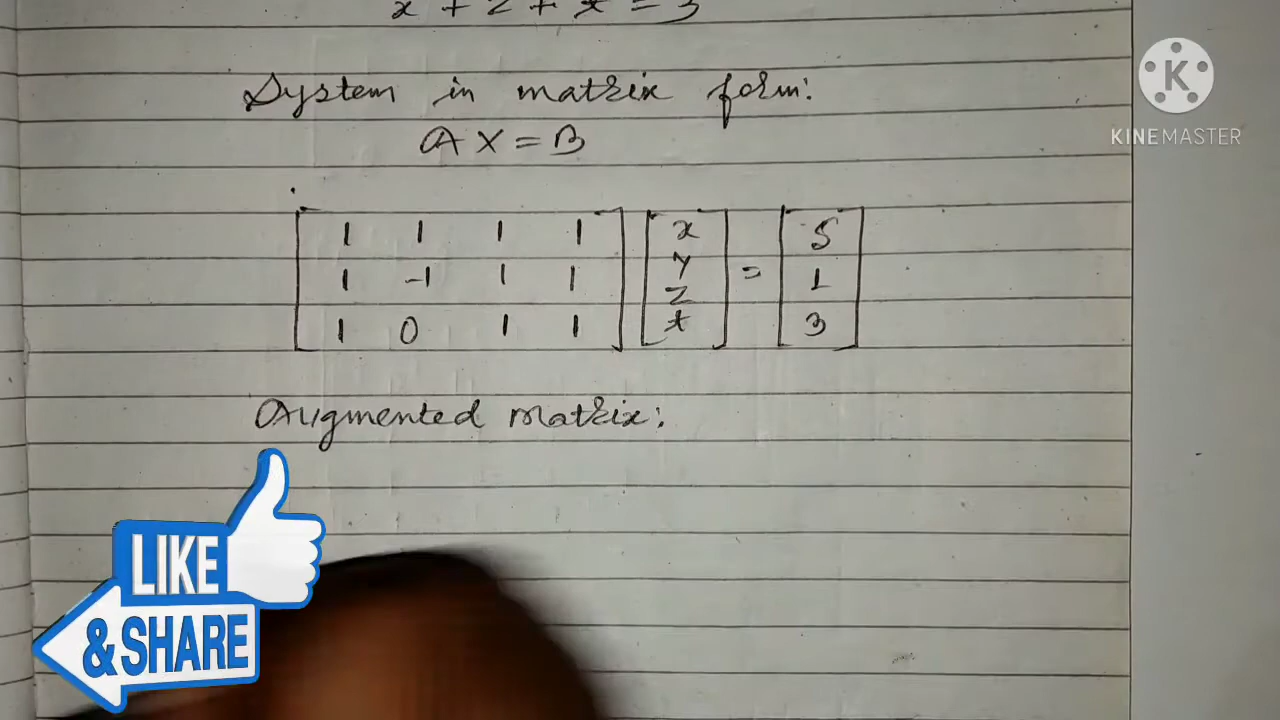 x + z + t = 3
System in matrix form:
AX = B
1 1 1 1 x 5
1 -1 1 1 y = 1
z
1 0 1 1 t 3
Augmented matrix:
LIKE
& SHARE
K
KINEMASTER